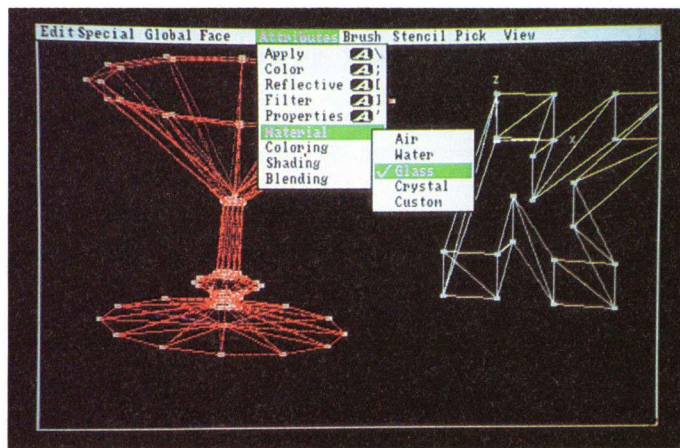 Edit Special Global Face Attributes Brush Stencil Pick View
Apply A\
Color A;
Reflective A[
Filter A]
Properties A'
Material
Coloring
Shading
Blending
Air
Water
✓ Glass
Crystal
Custom
z
x